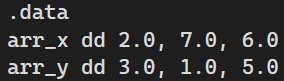 .data
arr_x dd 2.0, 7.0, 6.0
arr_y dd 3.0, 1.0, 5.0